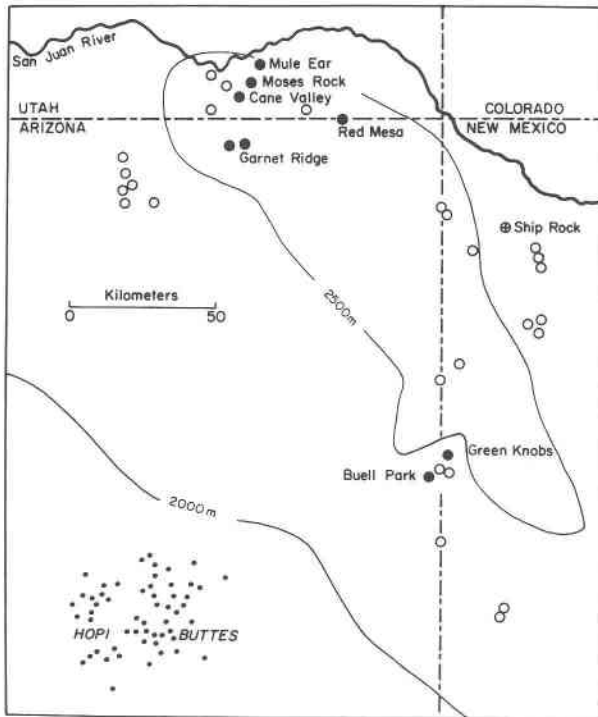 San Juan River
Mule Ear
Moses Rock
Cane Valley
UTAH
COLORADO
ARIZONA
NEW MEXICO
Red Mesa
Garnet Ridge
Ship Rock
Kilometers
0 50
2500m
Green Knobs
Buell Park
2000m
HOPI BUTTES